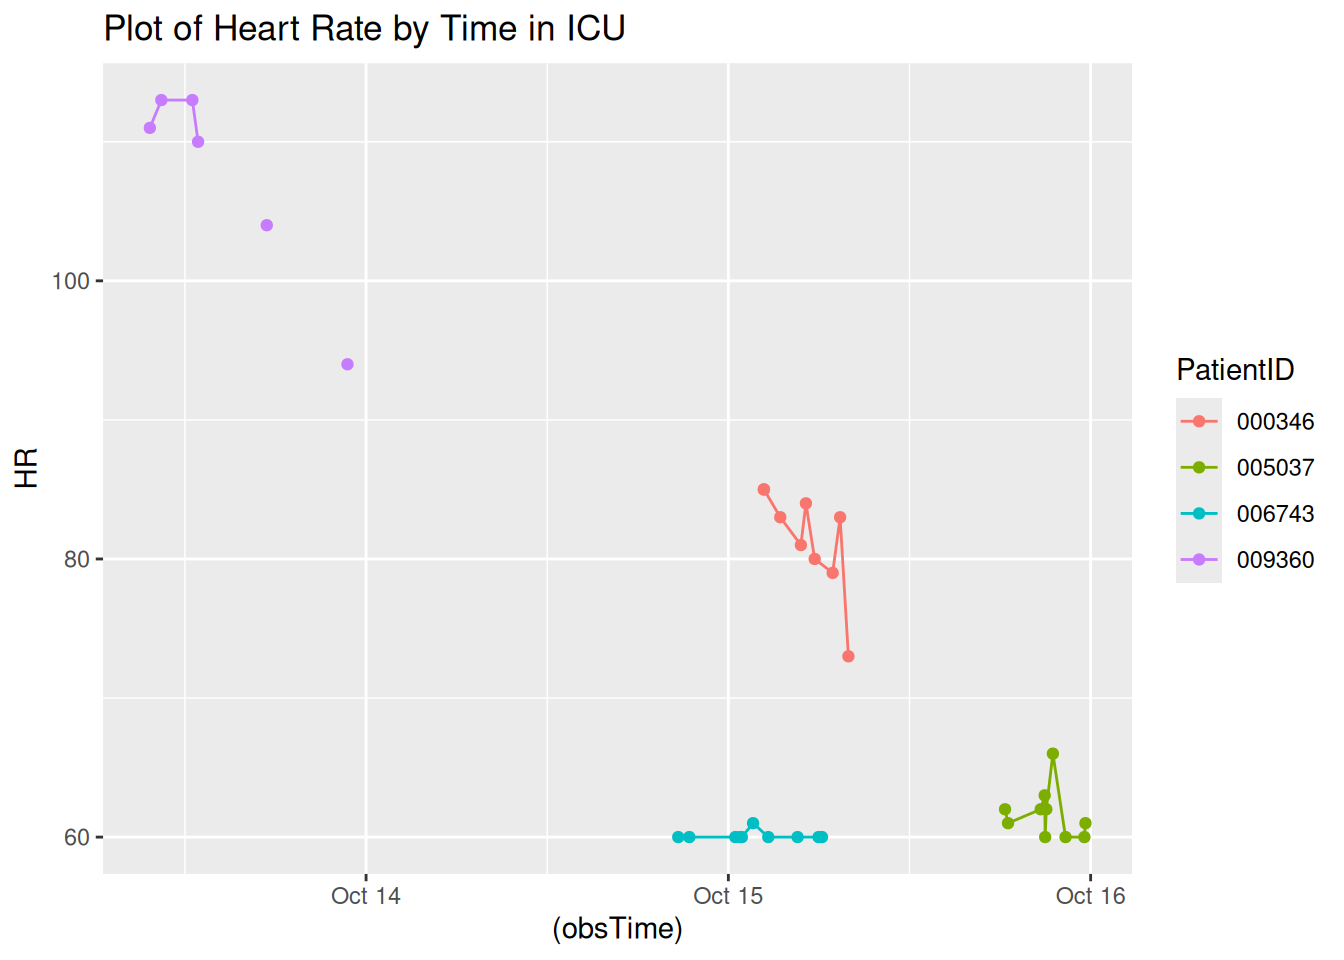 Plot of Heart Rate by Time in ICU
HR
100
80
60
Oct 14
Oct 15
Oct 16
(obsTime)
PatientID
000346
005037
006743
009360